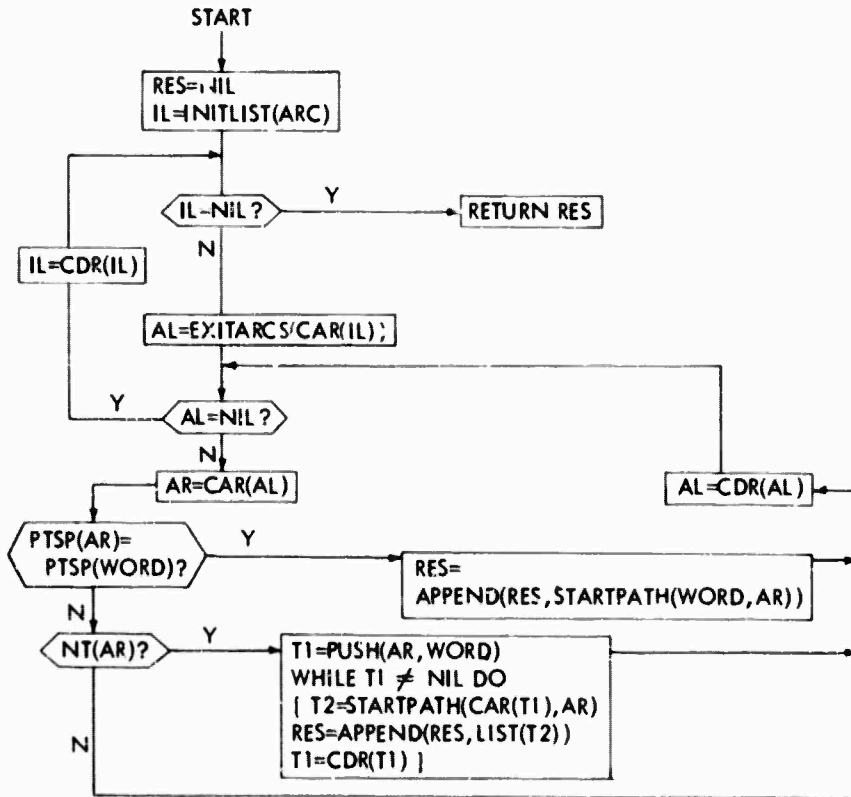 START
RES=NIL
IL=INITLIST(ARC)
IL=NIL?
Y
RETURN RES
N
IL=CDR(IL)
AL=EXITARCS(CAR(IL))
Y
AL=NIL?
N
AR=CAR(AL)
AL=CDR(AL)
PTSP(AR)=
PTSP(WORD)?
Y
RES=
APPEND(RES,STARTPATH(WORD,AR))
N
NT(AR)?
Y
T1=PUSH(AR,WORD)
WHILE T1 ≠ NIL DO
[ T2=STARTPATH(CAR(T1),AR)
RES=APPEND(RES,LIST(T2))
T1=CDR(T1) ]
N